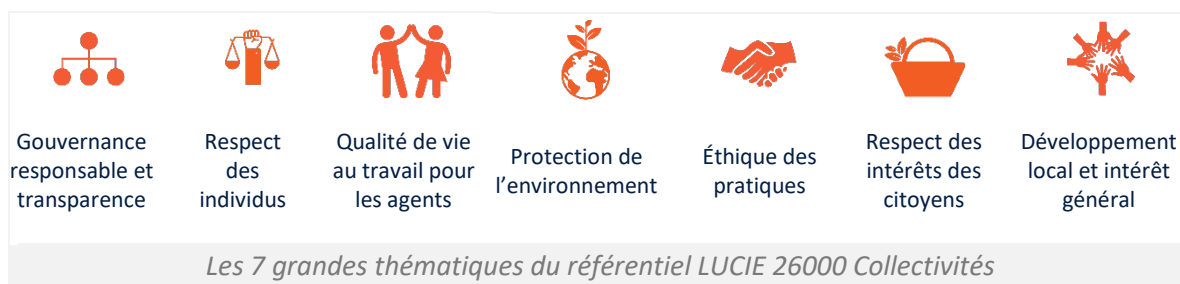 Gouvernance
responsable et
transparence
Respect
des
individus
Qualité de vie
au travail pour
les agents
Protection de
l'environnement
Éthique des
pratiques
Respect des
intérêts des
citoyens
Développement
local et intérêt
général
Les 7 grandes thématiques du référentiel LUCIE 26000 Collectivités